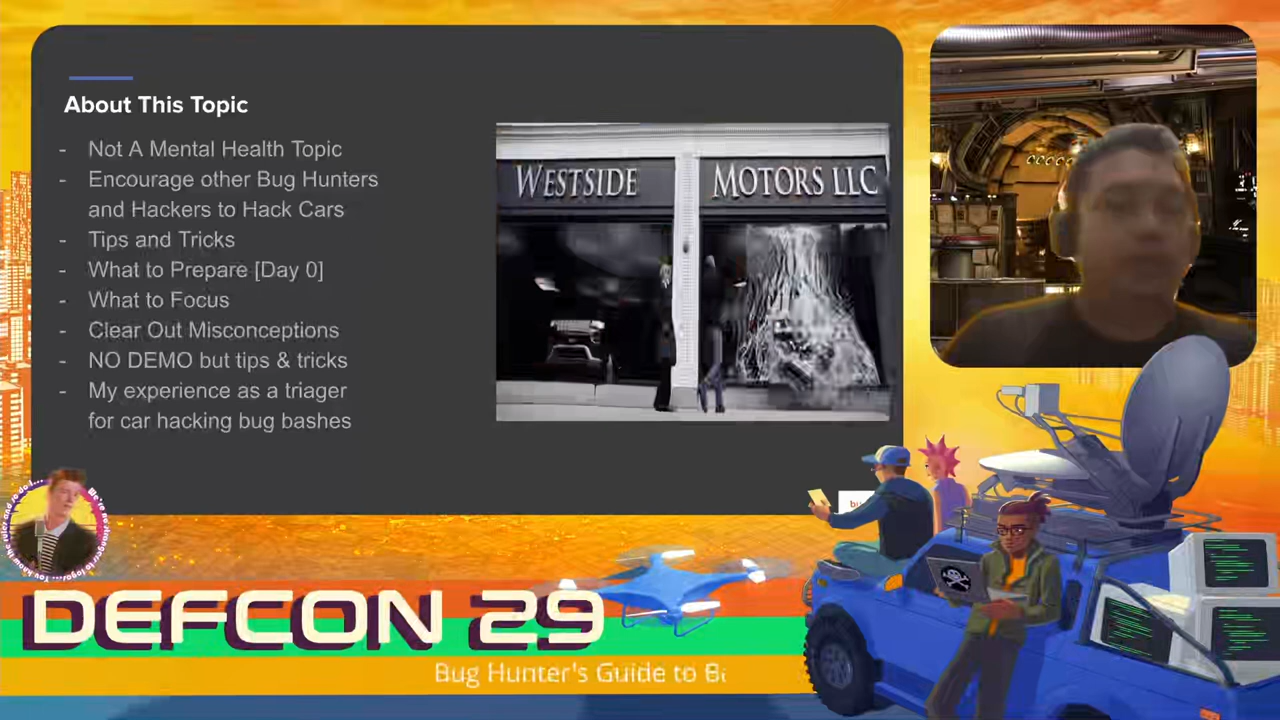 About This Topic
- Not A Mental Health Topic
- Encourage other Bug Hunters
and Hackers to Hack Cars
- Tips and Tricks
- What to Prepare [Day 0]
- What to Focus
- Clear Out Misconceptions
- NO DEMO but tips & tricks
- My experience as a triager
for car hacking bug bashes
WESTSIDE MOTORS LLC
DEFCON 29
Bug Hunter's Guide to